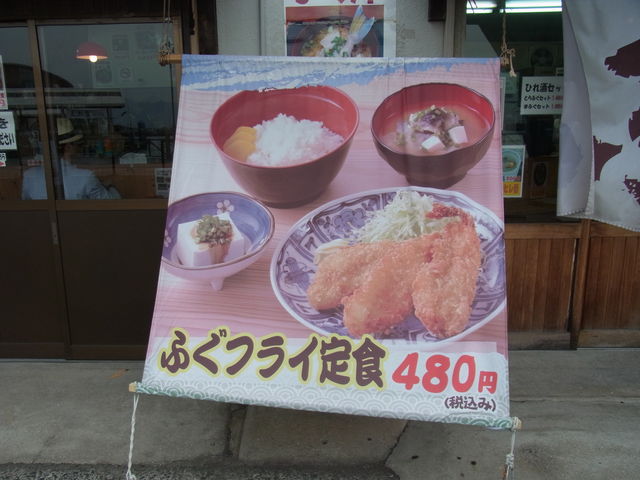 ひれ酒セット
ふぐフライ定食 480円
(税込み)